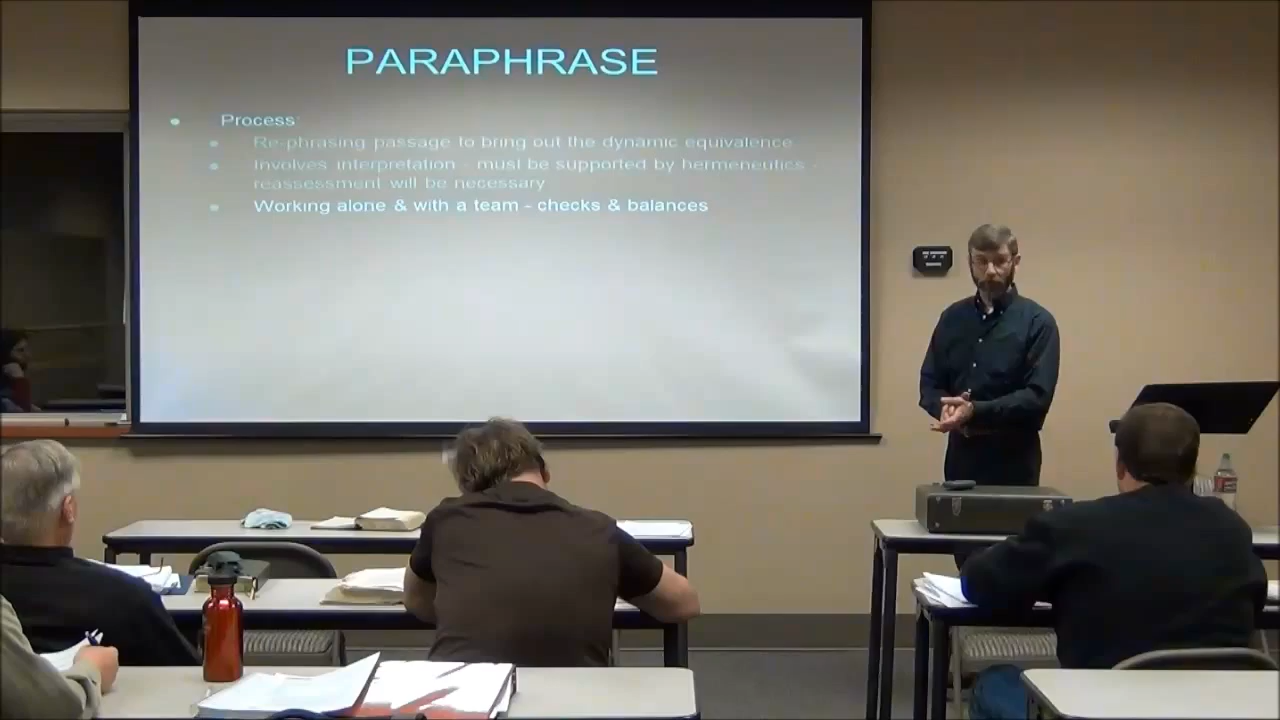 PARAPHRASE
Process:
Re-phrasing passage to bring out the dynamic equivalence
Involves interpretation - must be supported by hermeneutics -
reassessment will be necessary
Working alone & with a team - checks & balances